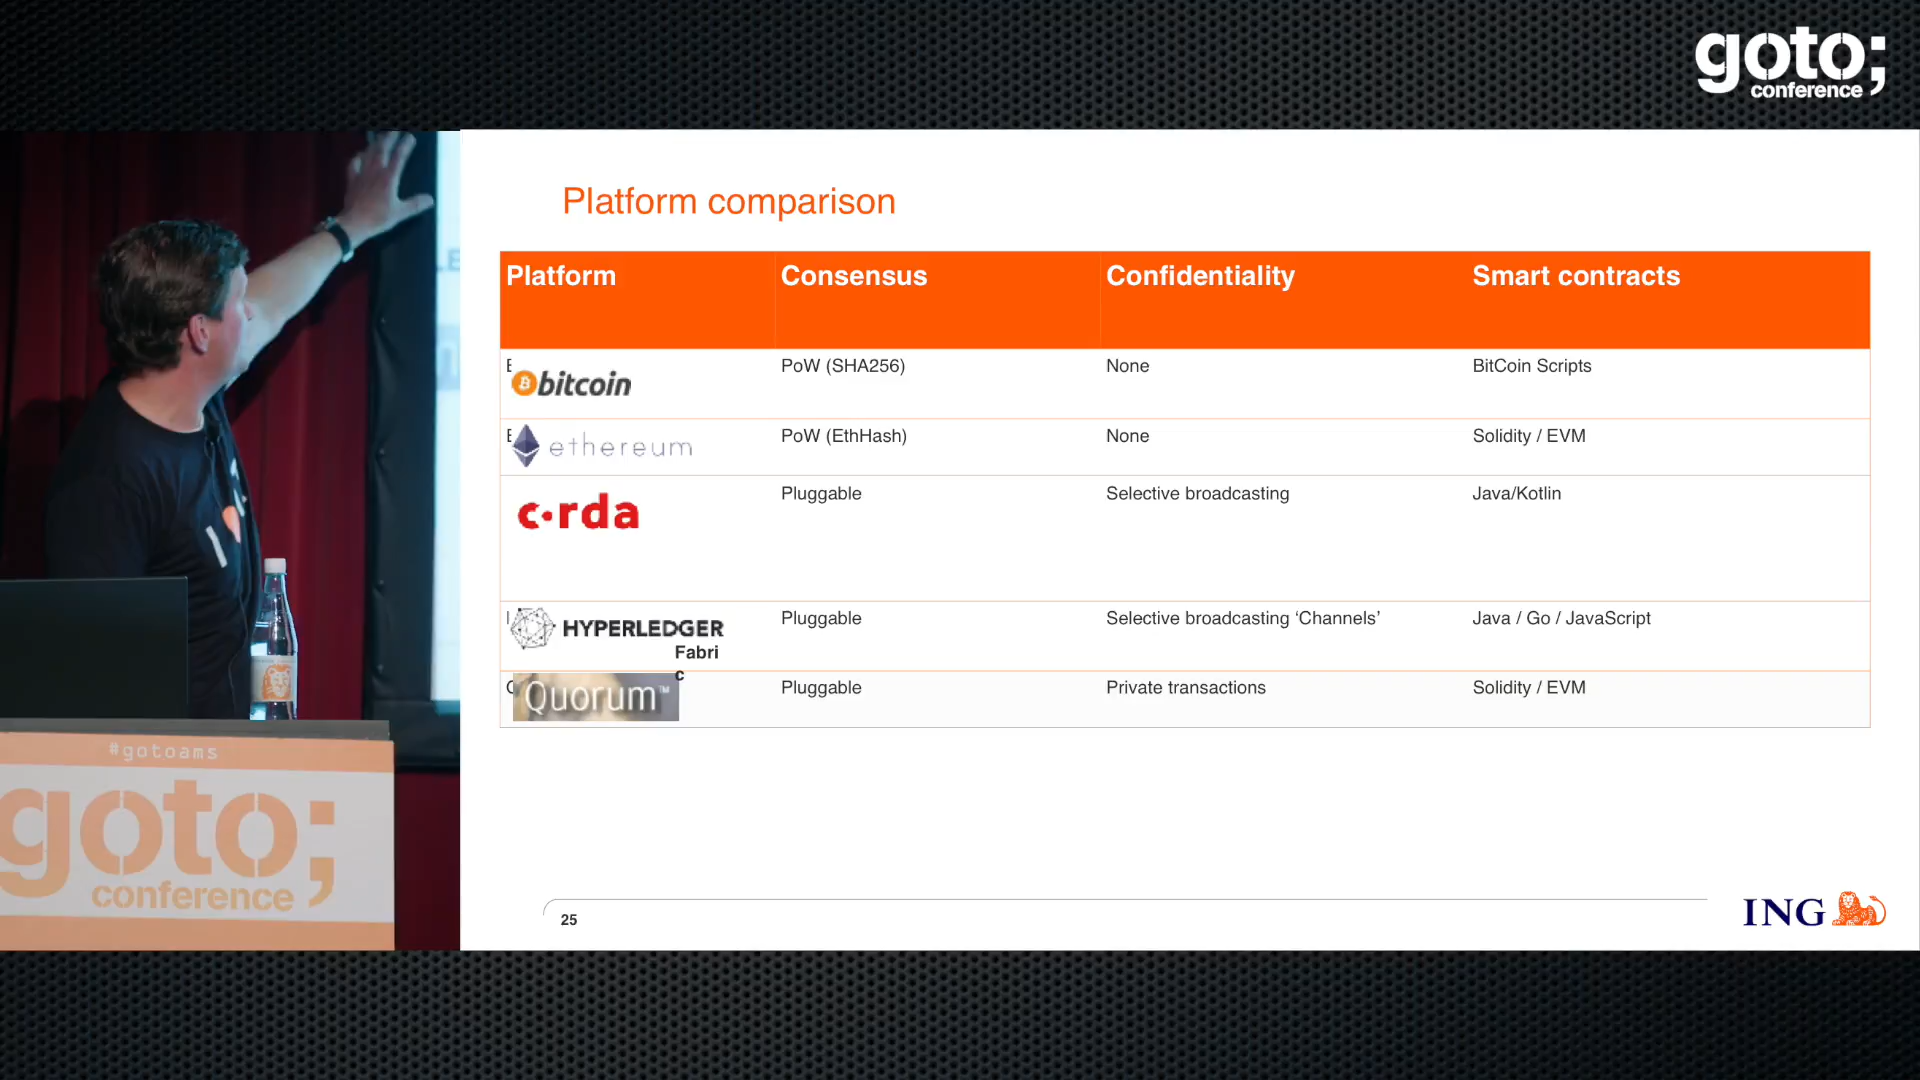 goto;
conference
Platform comparison
Platform Consensus Confidentiality Smart contracts
bitcoin PoW (SHA256) None BitCoin Scripts
ethereum PoW (EthHash) None Solidity / EVM
c·rda Pluggable Selective broadcasting Java/Kotlin
HYPERLEDGER Pluggable Selective broadcasting ‘Channels’ Java / Go / JavaScript
Fabri
c
Quorum™ Pluggable Private transactions Solidity / EVM
#gotoams
goto;
conference
25
ING